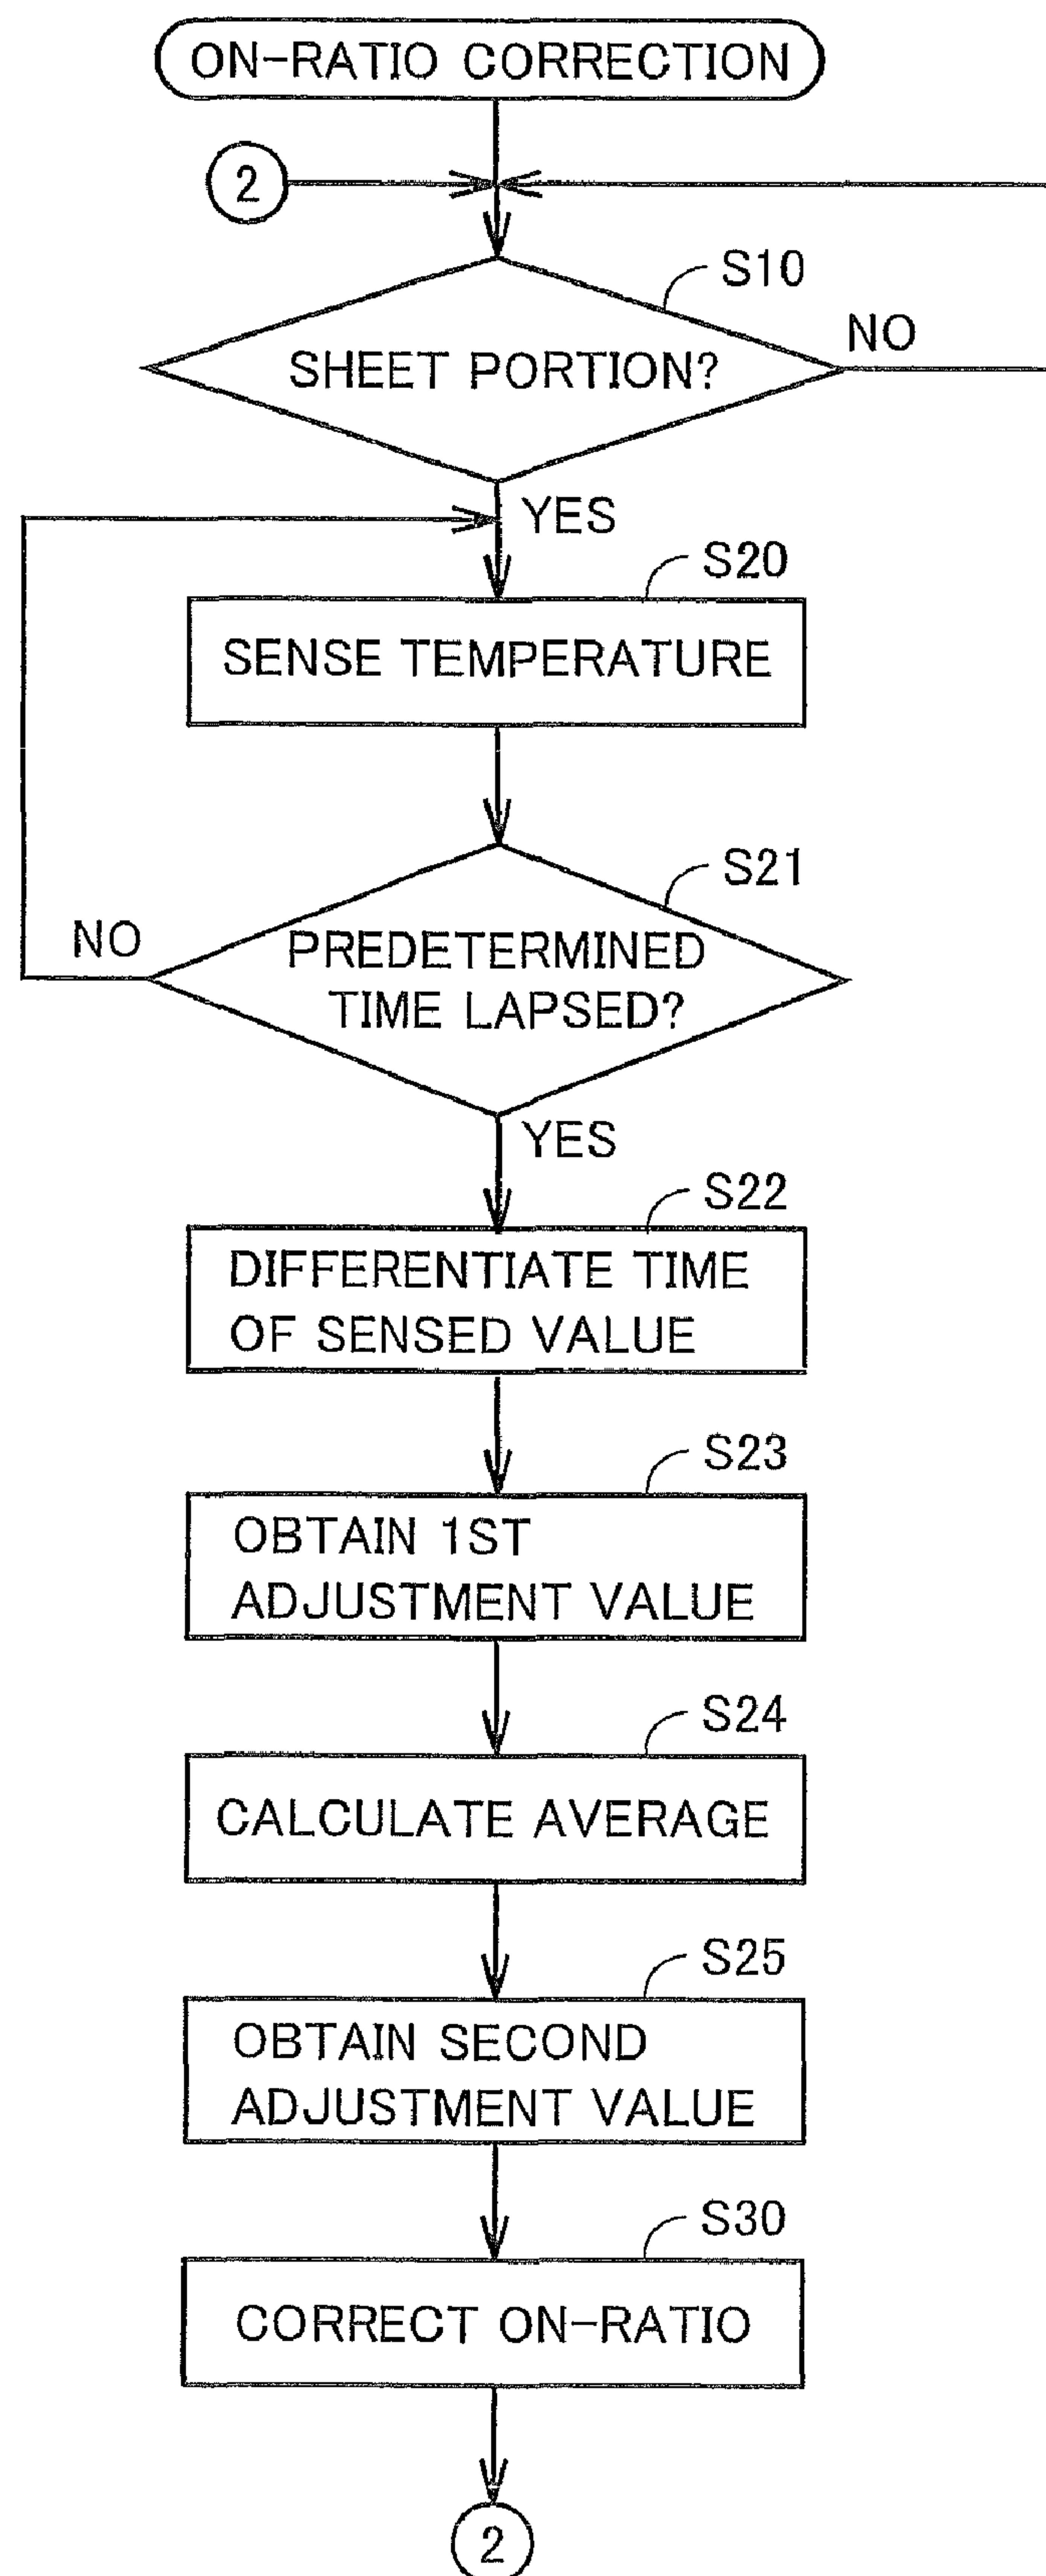 ON-RATIO CORRECTION
2
S10
SHEET PORTION?
NO
YES
S20
SENSE TEMPERATURE
S21
NO
PREDETERMINED
TIME LAPSED?
YES
S22
DIFFERENTIATE TIME
OF SENSED VALUE
S23
OBTAIN 1ST
ADJUSTMENT VALUE
S24
CALCULATE AVERAGE
S25
OBTAIN SECOND
ADJUSTMENT VALUE
S30
CORRECT ON-RATIO
2